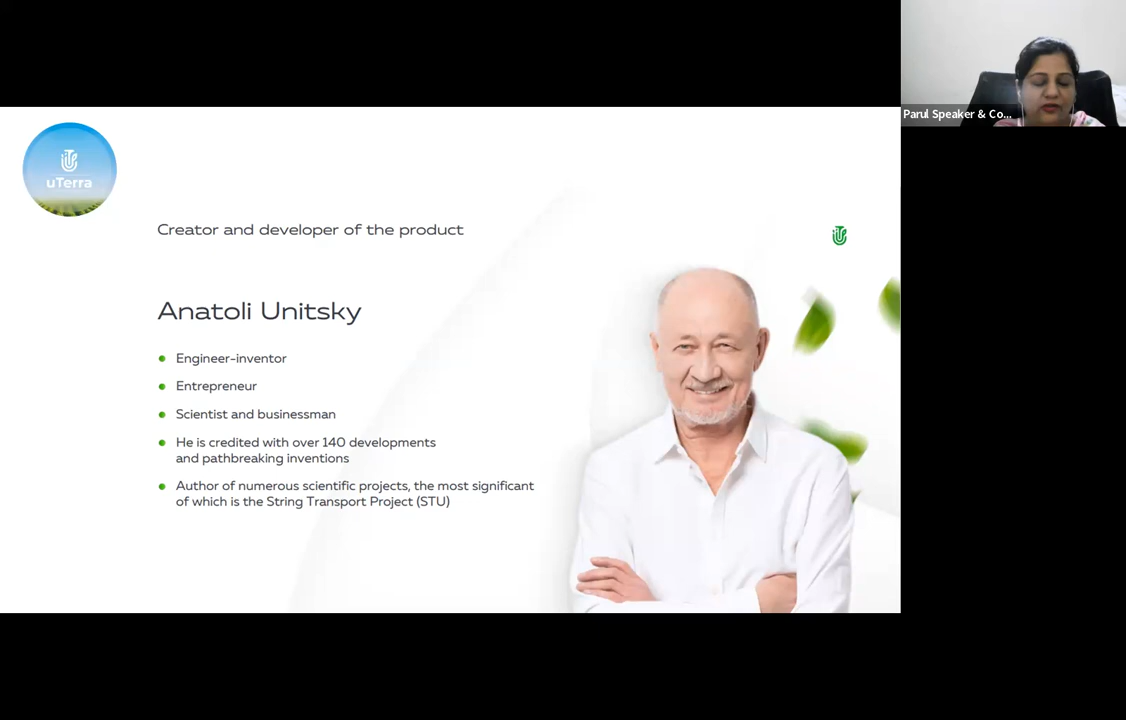 Parul Speaker & Co...
uTerra
Creator and developer of the product
Anatoli Unitsky
Engineer-inventor
Entrepreneur
Scientist and businessman
He is credited with over 140 developments
and pathbreaking inventions
Author of numerous scientific projects, the most significant
of which is the String Transport Project (STU)